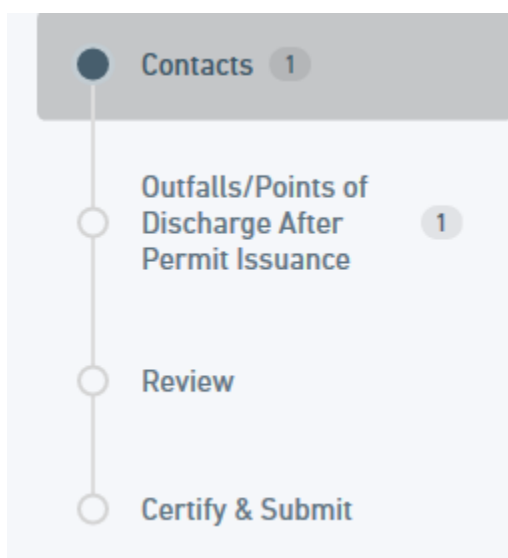 Contacts 1
Outfalls/Points of
Discharge After 1
Permit Issuance
Review
Certify & Submit